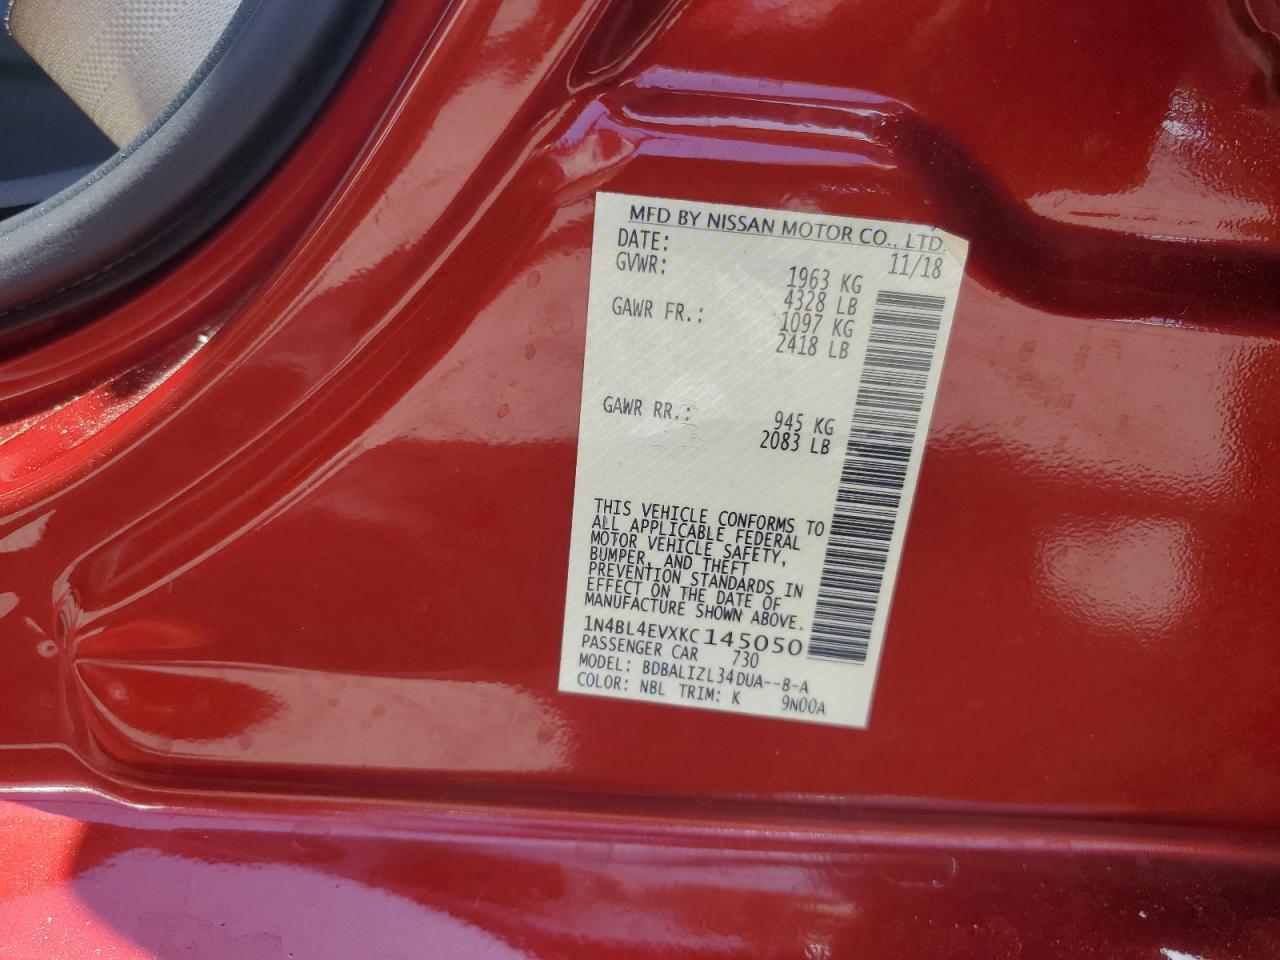 MFD BY NISSAN MOTOR CO., LTD.
DATE: 11/18
GVWR: 1963 KG
4328 LB
GAWR FR.: 1097 KG
2418 LB
GAWR RR.: 945 KG
2083 LB
THIS VEHICLE CONFORMS TO
ALL APPLICABLE FEDERAL
MOTOR VEHICLE SAFETY,
BUMPER, AND THEFT
PREVENTION STANDARDS IN
EFFECT ON THE DATE OF
MANUFACTURE SHOWN ABOVE.
1N4BL4EVXKC145050
PASSENGER CAR 730
MODEL: BDBALIZL34DUA--B-A
COLOR: NBL TRIM: K 9N00A